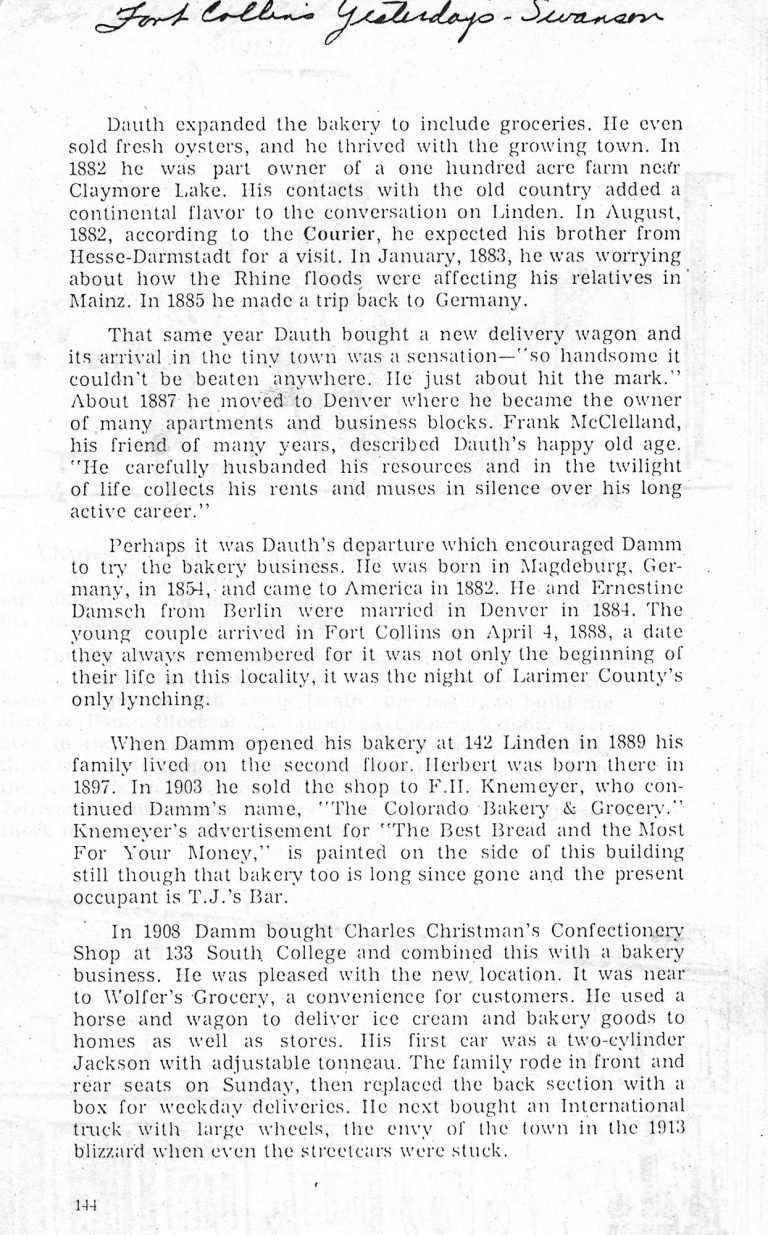 Fort Collins Yesterdays - Swanson
Dauth expanded the bakery to include groceries. He even
sold fresh oysters, and he thrived with the growing town. In
1882 he was part owner of a one hundred acre farm near
Claymore Lake. His contacts with the old country added a
continental flavor to the conversation on Linden. In August,
1882, according to the Courier, he expected his brother from
Hesse-Darmstadt for a visit. In January, 1883, he was worrying
about how the Rhine floods were affecting his relatives in
Mainz. In 1885 he made a trip back to Germany.
That same year Dauth bought a new delivery wagon and
its arrival in the tiny town was a sensation—"so handsome it
couldn't be beaten anywhere. He just about hit the mark."
About 1887 he moved to Denver where he became the owner
of many apartments and business blocks. Frank McClelland,
his friend of many years, described Dauth's happy old age.
"He carefully husbanded his resources and in the twilight
of life collects his rents and muses in silence over his long
active career."
Perhaps it was Dauth's departure which encouraged Damm
to try the bakery business. He was born in Magdeburg, Ger-
many, in 1854, and came to America in 1882. He and Ernestine
Damsch from Berlin were married in Denver in 1884. The
young couple arrived in Fort Collins on April 4, 1888, a date
they always remembered for it was not only the beginning of
their life in this locality, it was the night of Larimer County's
only lynching.
When Damm opened his bakery at 142 Linden in 1889 his
family lived on the second floor. Herbert was born there in
1897. In 1903 he sold the shop to F.H. Knemeyer, who con-
tinued Damm's name, "The Colorado Bakery & Grocery."
Knemeyer's advertisement for "The Best Bread and the Most
For Your Money," is painted on the side of this building
still though that bakery too is long since gone and the present
occupant is T.J.'s Bar.
In 1908 Damm bought Charles Christman's Confectionery
Shop at 133 South College and combined this with a bakery
business. He was pleased with the new location. It was near
to Wolfer's Grocery, a convenience for customers. He used a
horse and wagon to deliver ice cream and bakery goods to
homes as well as stores. His first car was a two-cylinder
Jackson with adjustable tonneau. The family rode in front and
rear seats on Sunday, then replaced the back section with a
box for weekday deliveries. He next bought an International
truck with large wheels, the envy of the town in the 1913
blizzard when even the streetcars were stuck.
144